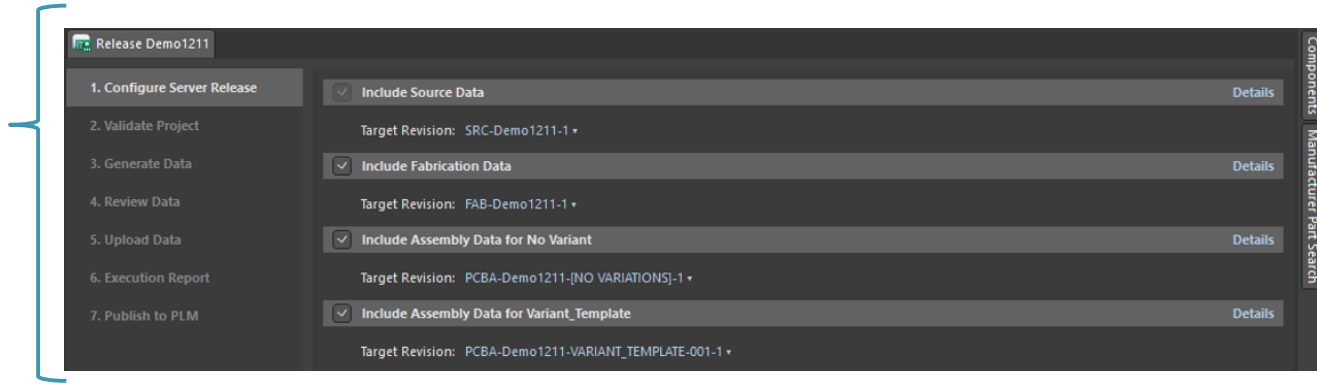 Release Demo1211
1. Configure Server Release
2. Validate Project
3. Generate Data
4. Review Data
5. Upload Data
6. Execution Report
7. Publish to PLM
Include Source Data Details
Target Revision: SRC-Demo1211-1
Include Fabrication Data Details
Target Revision: FAB-Demo1211-1
Include Assembly Data for No Variant Details
Target Revision: PCBA-Demo1211-[NO VARIATIONS]-1
Include Assembly Data for Variant_Template Details
Target Revision: PCBA-Demo1211-VARIANT_TEMPLATE-001-1
Components
Manufacturer Part Search